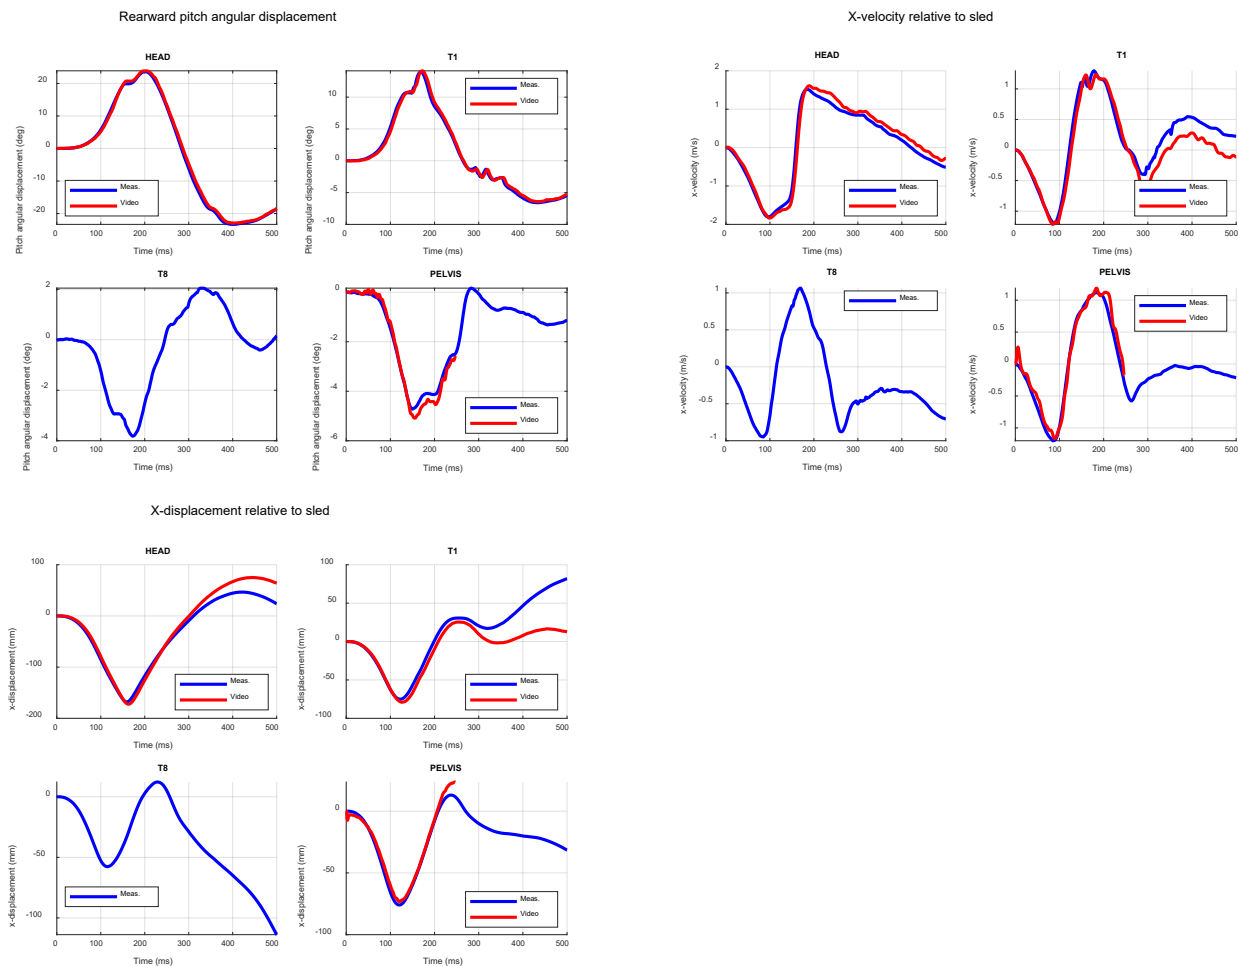 Rearward pitch angular displacement
HEAD
Pitch angular displacement (deg)
20
10
0
-10
-20
Meas.
Video
0 100 200 300 400 500
Time (ms)
T1
Pitch angular displacement (deg)
10
5
0
-5
-10
Meas.
Video
0 100 200 300 400 500
Time (ms)
T8
Pitch angular displacement (deg)
2
0
-2
-4
0 100 200 300 400 500
Time (ms)
PELVIS
Pitch angular displacement (deg)
0
-2
-4
-6
Meas.
Video
0 100 200 300 400 500
Time (ms)
X-velocity relative to sled
HEAD
x-velocity (m/s)
2
1
0
-1
-2
Meas.
Video
0 100 200 300 400 500
Time (ms)
T1
x-velocity (m/s)
1
0.5
0
-0.5
-1
Meas.
Video
0 100 200 300 400 500
Time (ms)
T8
x-velocity (m/s)
1
0.5
0
-0.5
-1
Meas.
0 100 200 300 400 500
Time (ms)
PELVIS
x-velocity (m/s)
1
0.5
0
-0.5
-1
Meas.
Video
0 100 200 300 400 500
Time (ms)
X-displacement relative to sled
HEAD
x-displacement (mm)
100
0
-100
-200
Meas.
Video
0 100 200 300 400 500
Time (ms)
T1
x-displacement (mm)
100
50
0
-50
-100
Meas.
Video
0 100 200 300 400 500
Time (ms)
T8
x-displacement (mm)
0
-50
-100
Meas.
0 100 200 300 400 500
Time (ms)
PELVIS
x-displacement (mm)
0
-50
-100
Meas.
Video
0 100 200 300 400 500
Time (ms)